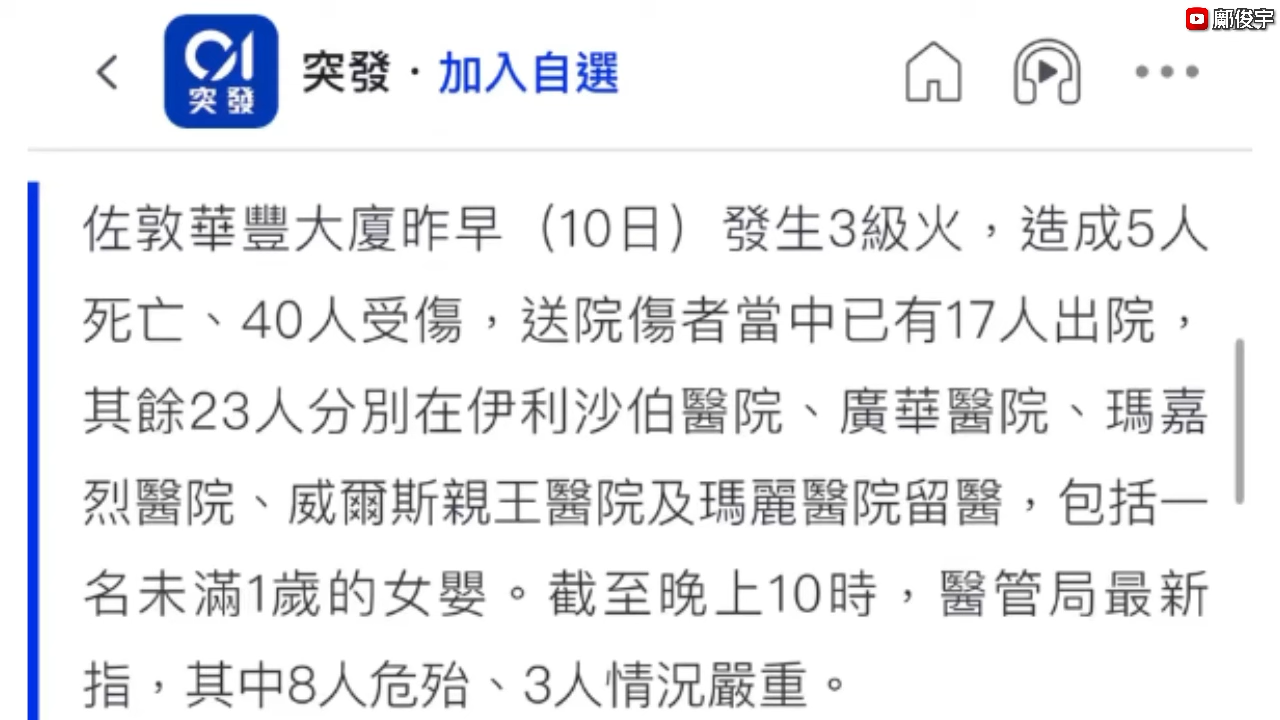 鄺俊宇
01
突發
突發·加入自選
佐敦華豐大廈昨早（10日）發生3級火，造成5人
死亡、40人受傷，送院傷者當中已有17人出院，
其餘23人分別在伊利沙伯醫院、廣華醫院、瑪嘉
烈醫院、威爾斯親王醫院及瑪麗醫院留醫，包括一
名未滿1歲的女嬰。截至晚上10時，醫管局最新
指，其中8人危殆、3人情況嚴重。